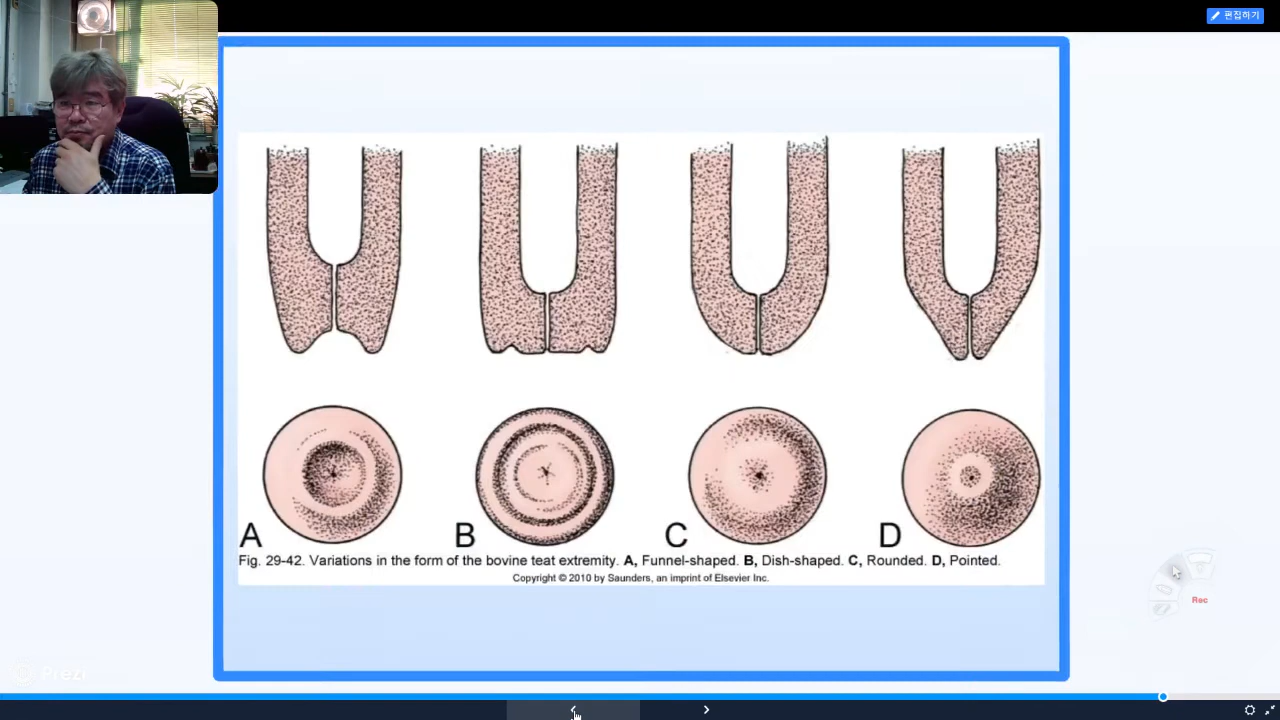 편집하기
A
B
C
D
Fig. 29-42. Variations in the form of the bovine teat extremity. A, Funnel-shaped. B, Dish-shaped. C, Rounded. D, Pointed.
Copyright © 2010 by Saunders, an imprint of Elsevier Inc.
Rec
Prezi